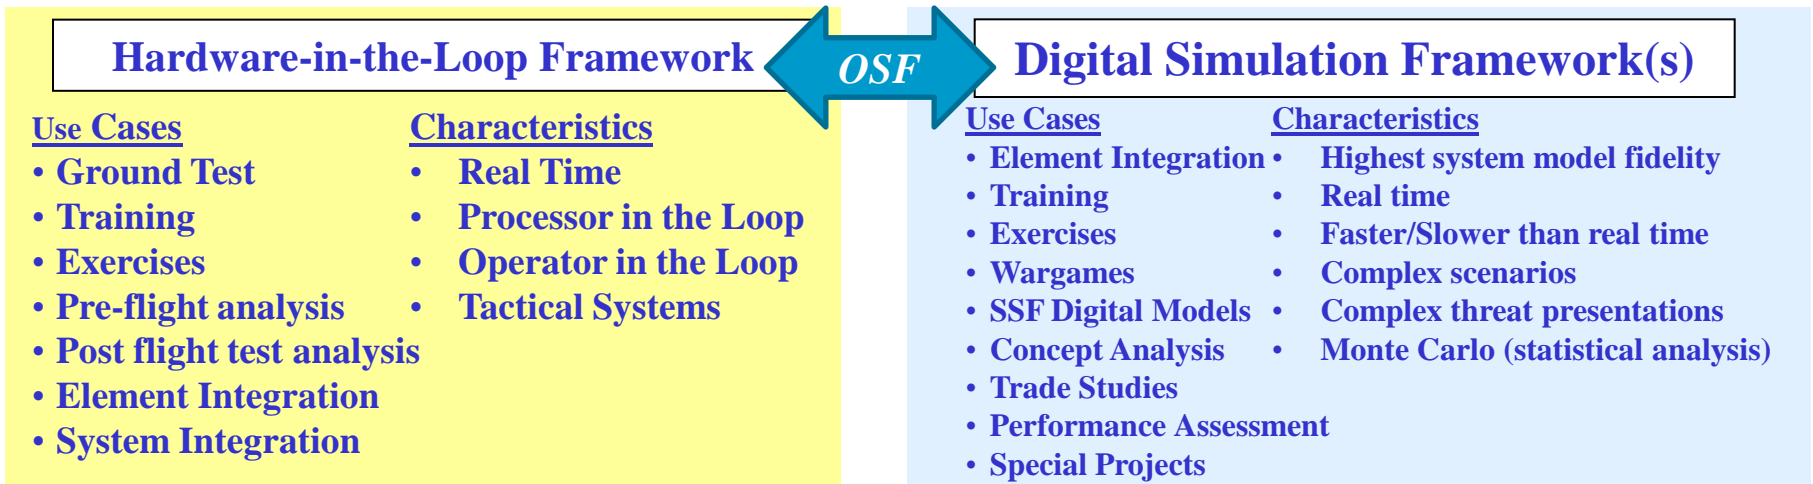 Hardware-in-the-Loop Framework
Use Cases
• Ground Test
• Training
• Exercises
• Pre-flight analysis
• Post flight test analysis
• Element Integration
• System Integration
Characteristics
• Real Time
• Processor in the Loop
• Operator in the Loop
• Tactical Systems
OSF
Digital Simulation Framework(s)
Use Cases
• Element Integration
• Training
• Exercises
• Wargames
• SSF Digital Models
• Concept Analysis
• Trade Studies
• Performance Assessment
• Special Projects
Characteristics
• Highest system model fidelity
• Real time
• Faster/Slower than real time
• Complex scenarios
• Complex threat presentations
• Monte Carlo (statistical analysis)